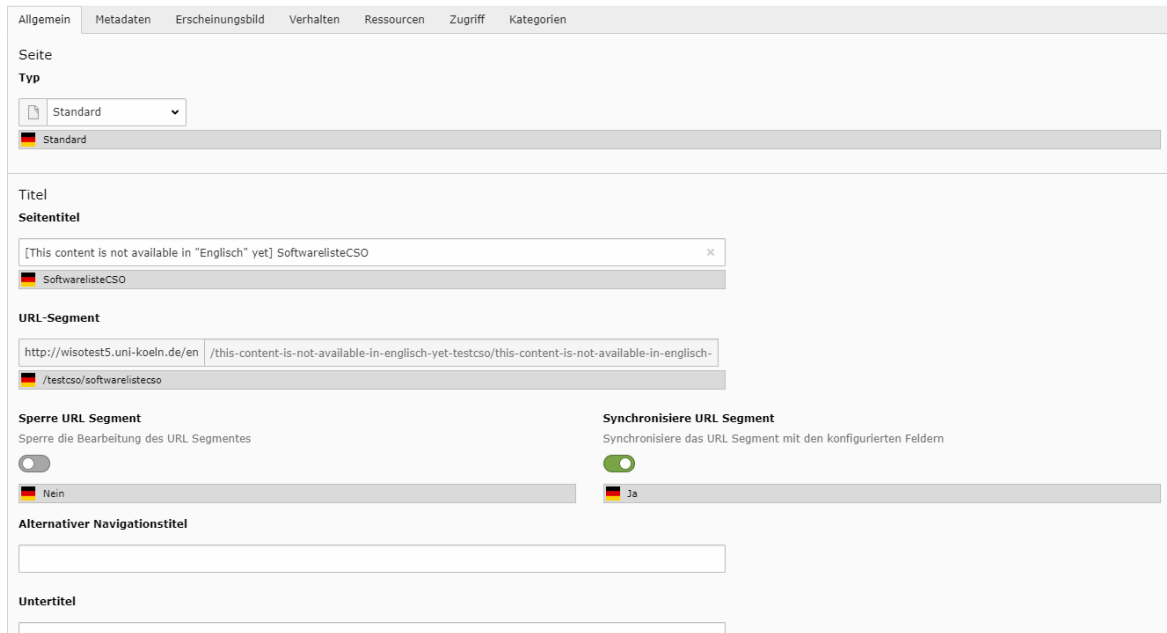 Allgemein Metadaten Erscheinungsbild Verhalten Ressourcen Zugriff Kategorien
Seite
Typ
Standard
Standard
Titel
Seitentitel
[This content is not available in "Englisch" yet] SoftwarelisteCSO
SoftwarelisteCSO
URL-Segment
http://wisotest5.uni-koeln.de/en /this-content-is-not-available-in-englisch-yet-testcso/this-content-is-not-available-in-englisch-
/testcso/softwarelistecso
Sperre URL Segment Synchronisiere URL Segment
Sperre die Bearbeitung des URL Segmentes Synchronisiere das URL Segment mit den konfigurierten Feldern
Nein Ja
Alternativer Navigationstitel
Untertitel